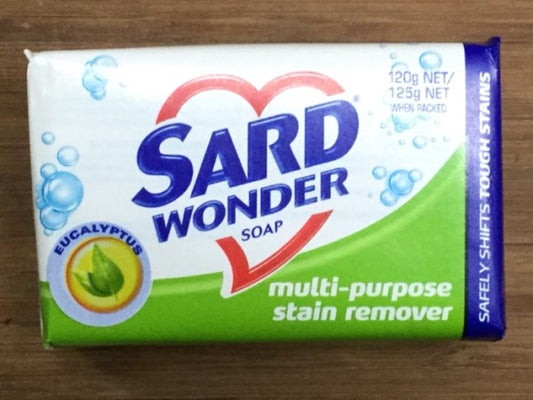 120g NET/
125g NET
WHEN PACKED
SARD
WONDER
SOAP
EUCALYPTUS
multi-purpose
stain remover
SAFELY SHIFTS TOUGH STAINS